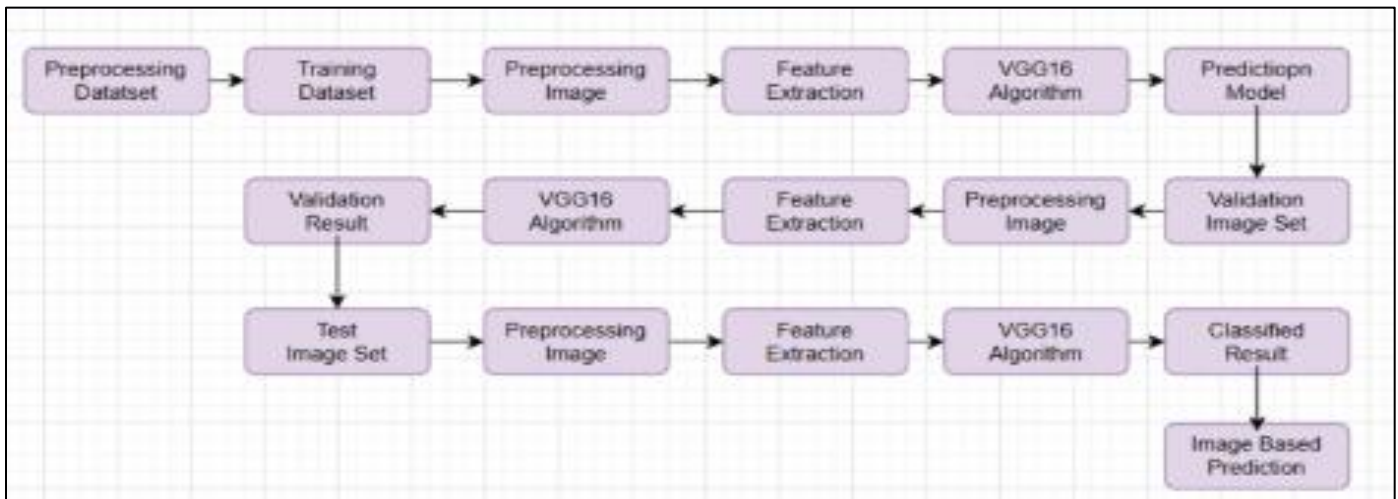 Preprocessing
Datatset
Training
Dataset
Preprocessing
Image
Feature
Extraction
VGG16
Algorithm
Predictiopn
Model
Validation
Result
VGG16
Algorithm
Feature
Extraction
Preprocessing
Image
Validation
Image Set
Test
Image Set
Preprocessing
Image
Feature
Extraction
VGG16
Algorithm
Classified
Result
Image Based
Prediction